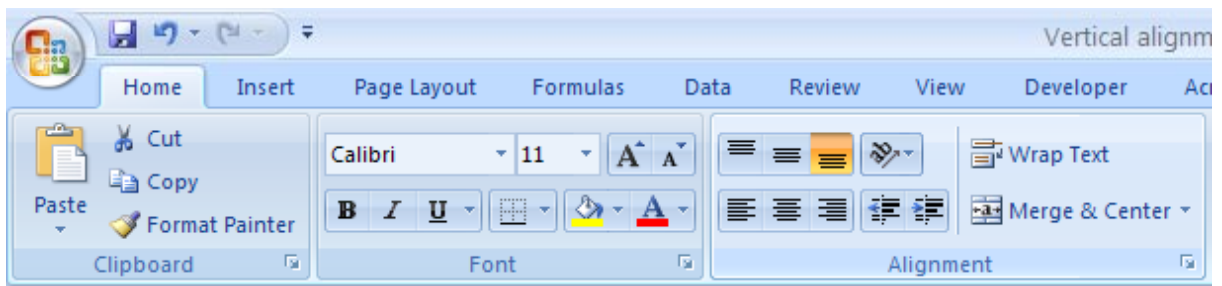 Vertical alignm
Home Insert Page Layout Formulas Data Review View Developer Acr
Cut
Calibri 11 A A Wrap Text
Copy
Paste B I U A Merge & Center
Format Painter
Clipboard Font Alignment